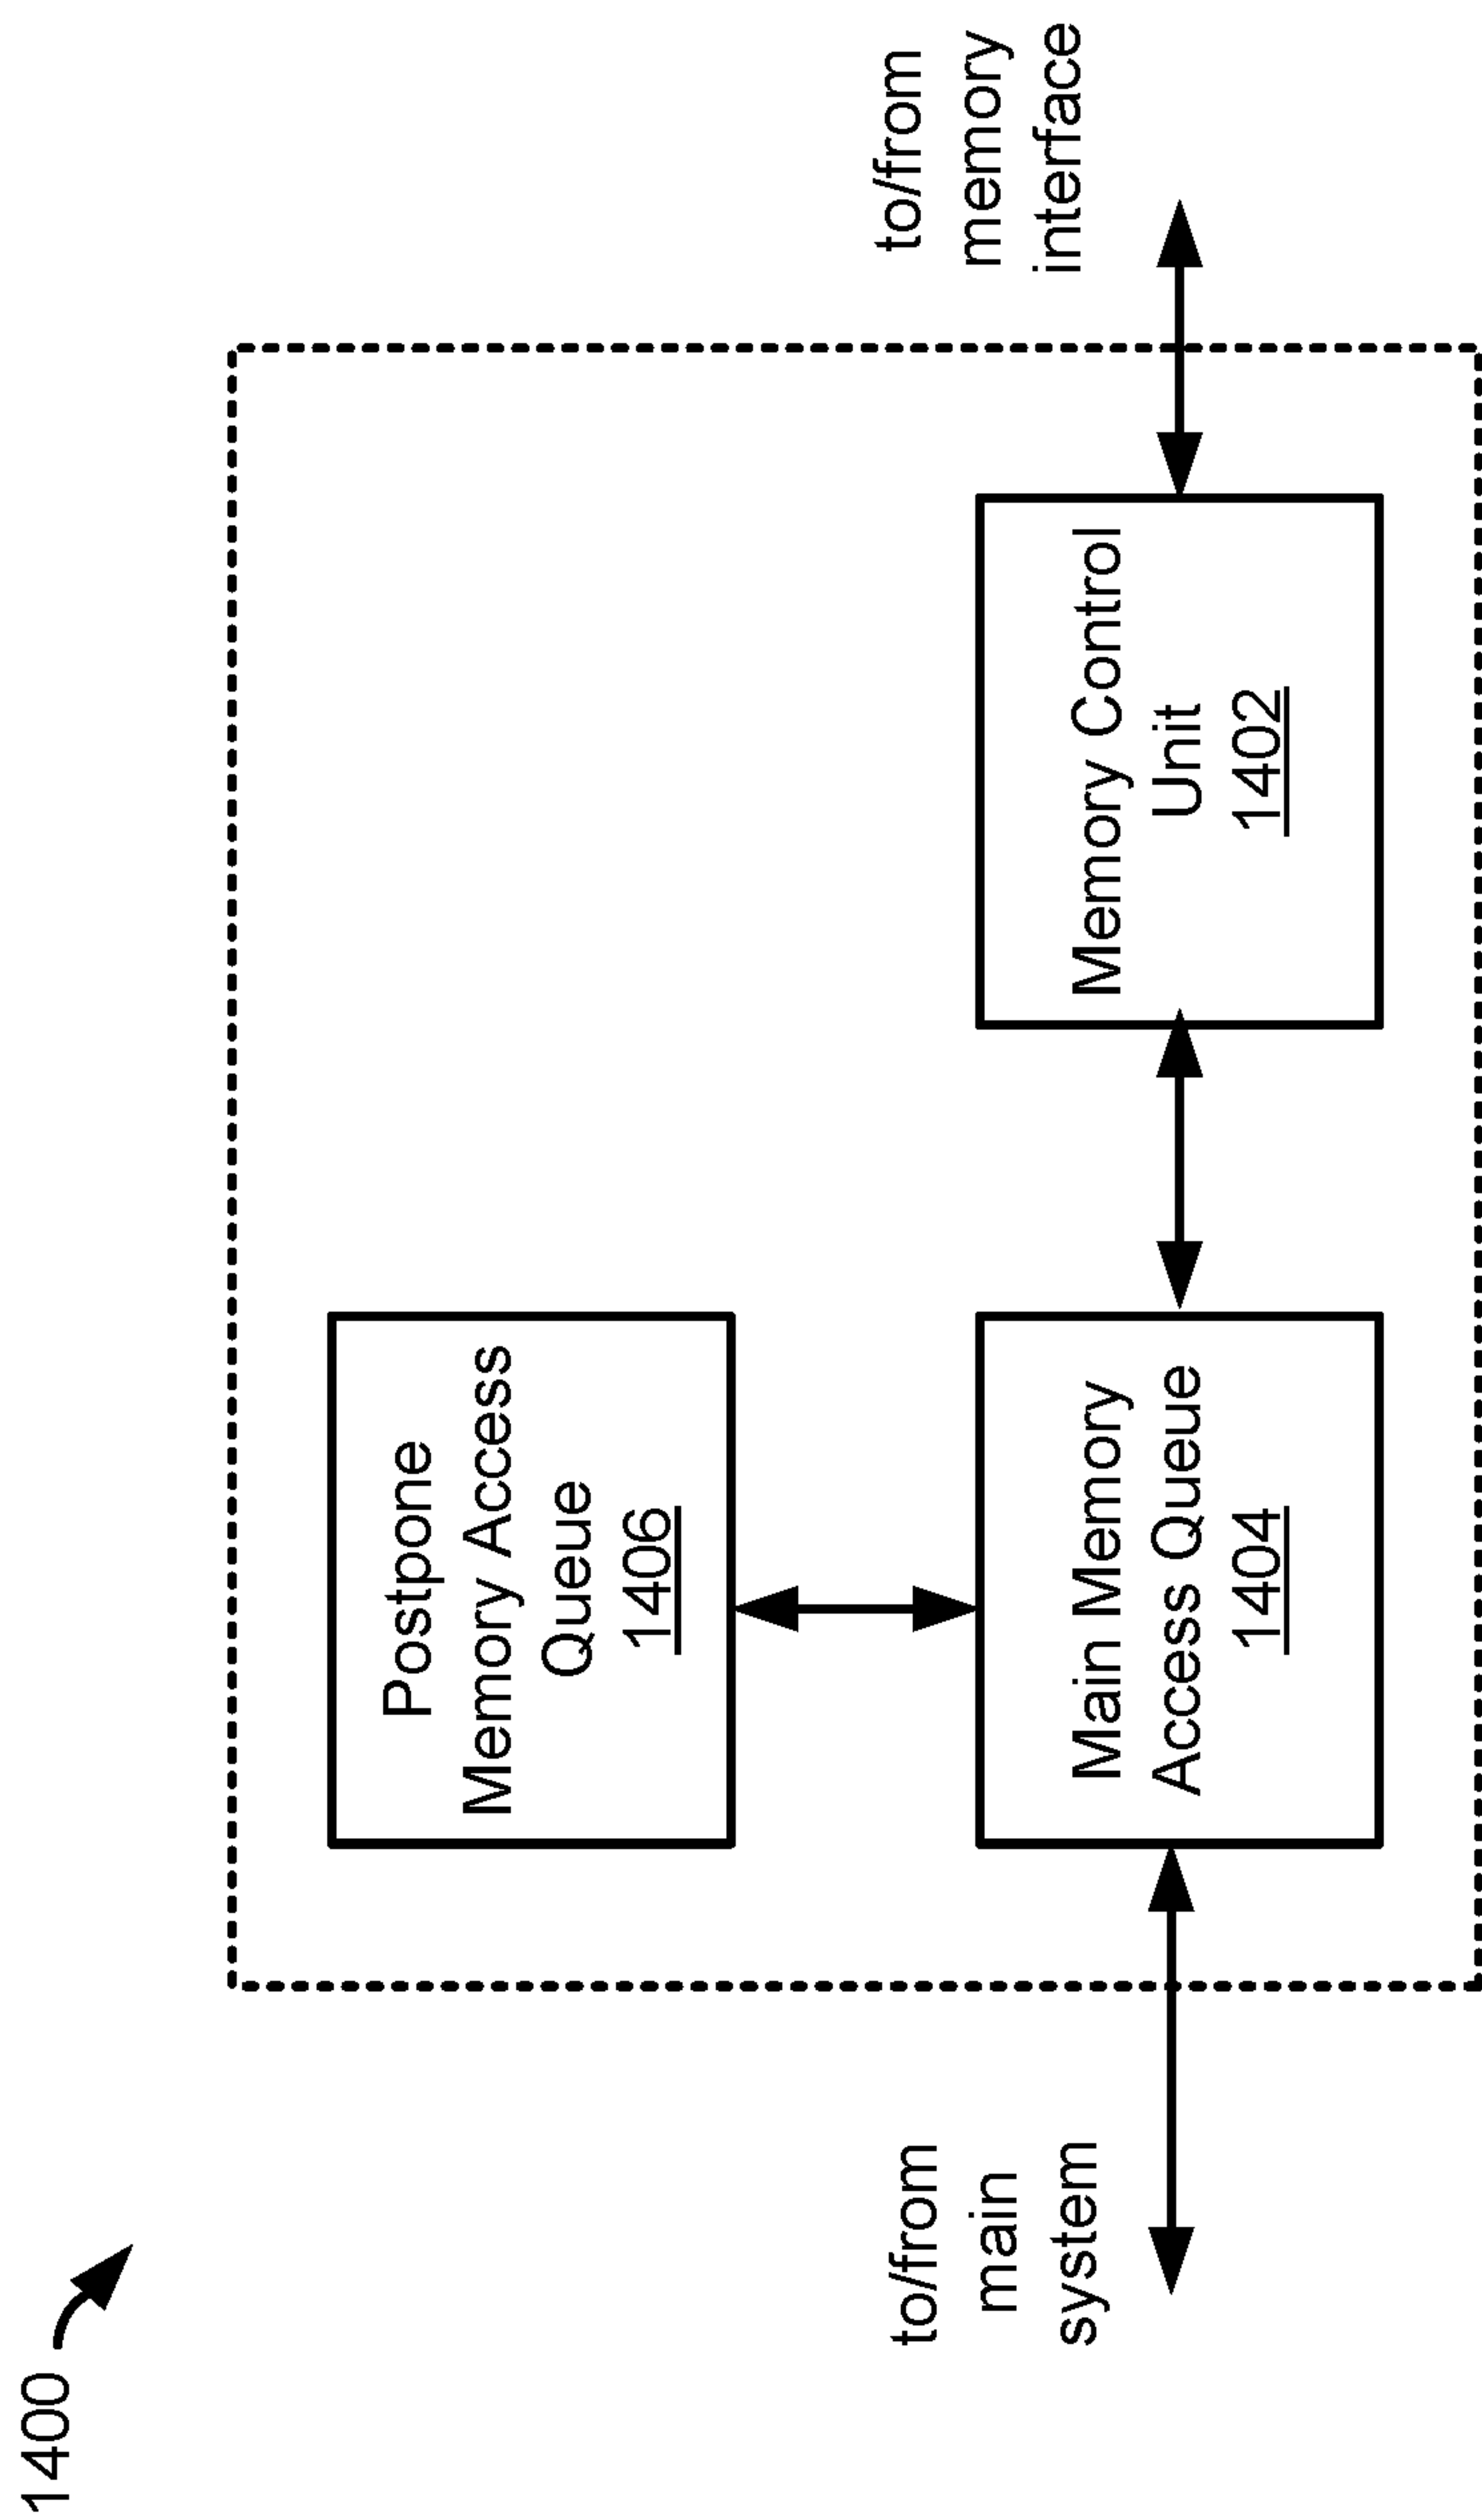 1400
Postpone
Memory Access
Queue
1406
to/from
main
system
Main Memory
Access Queue
1404
Memory Control
Unit
1402
to/from
memory
interface